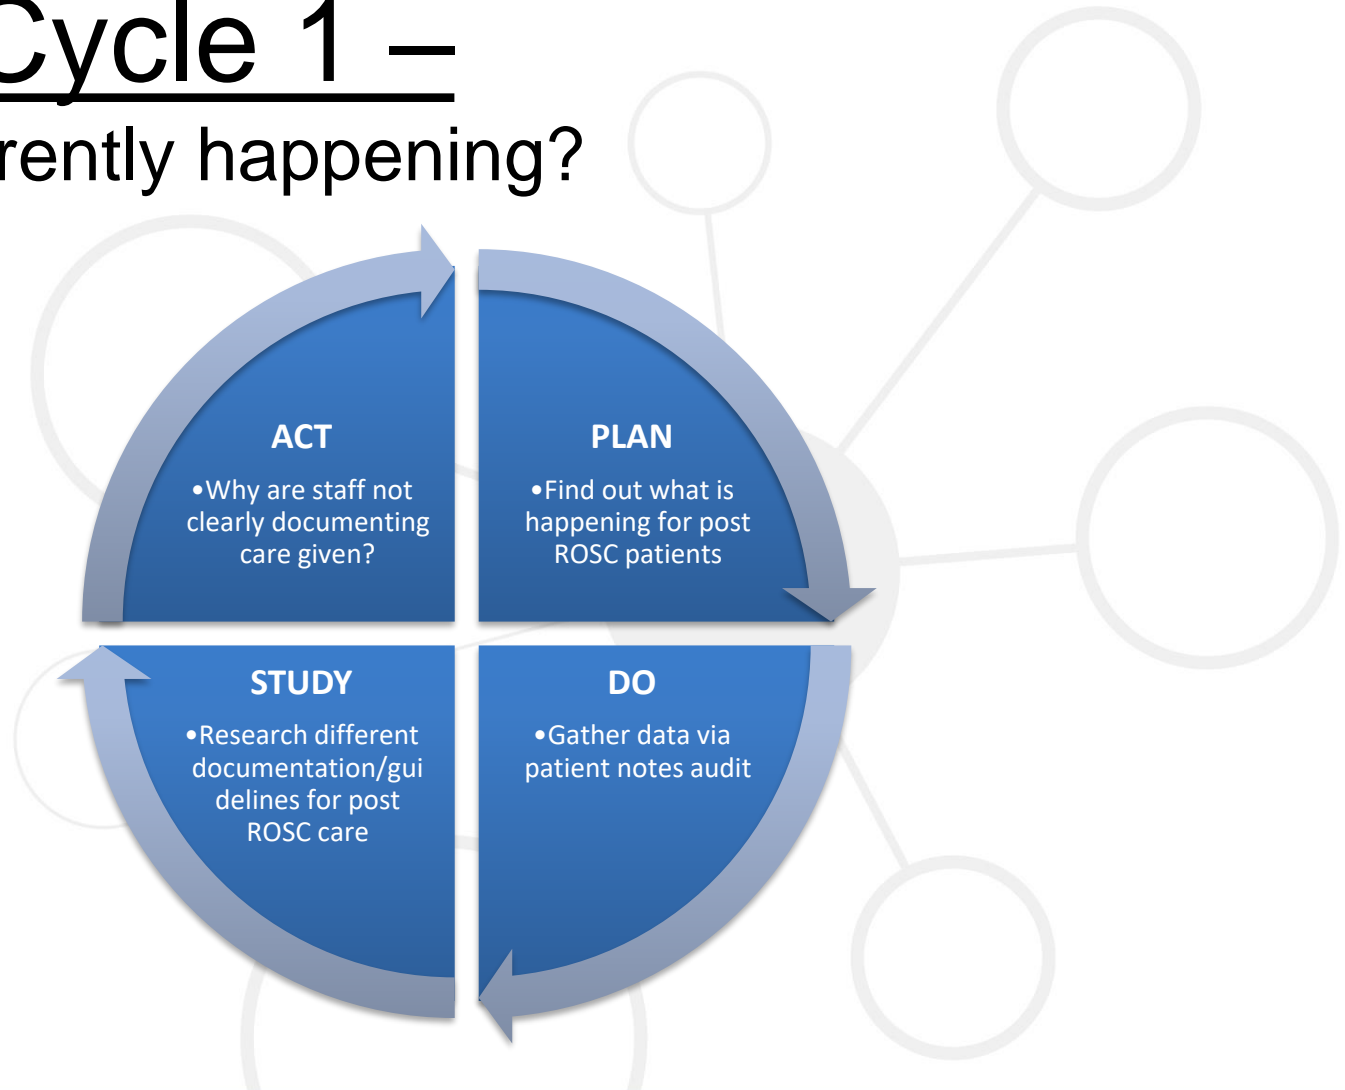 Cycle 1 –
rently happening?
ACT
•Why are staff not
clearly documenting
care given?
PLAN
•Find out what is
happening for post
ROSC patients
STUDY
•Research different
documentation/gui
delines for post
ROSC care
DO
•Gather data via
patient notes audit